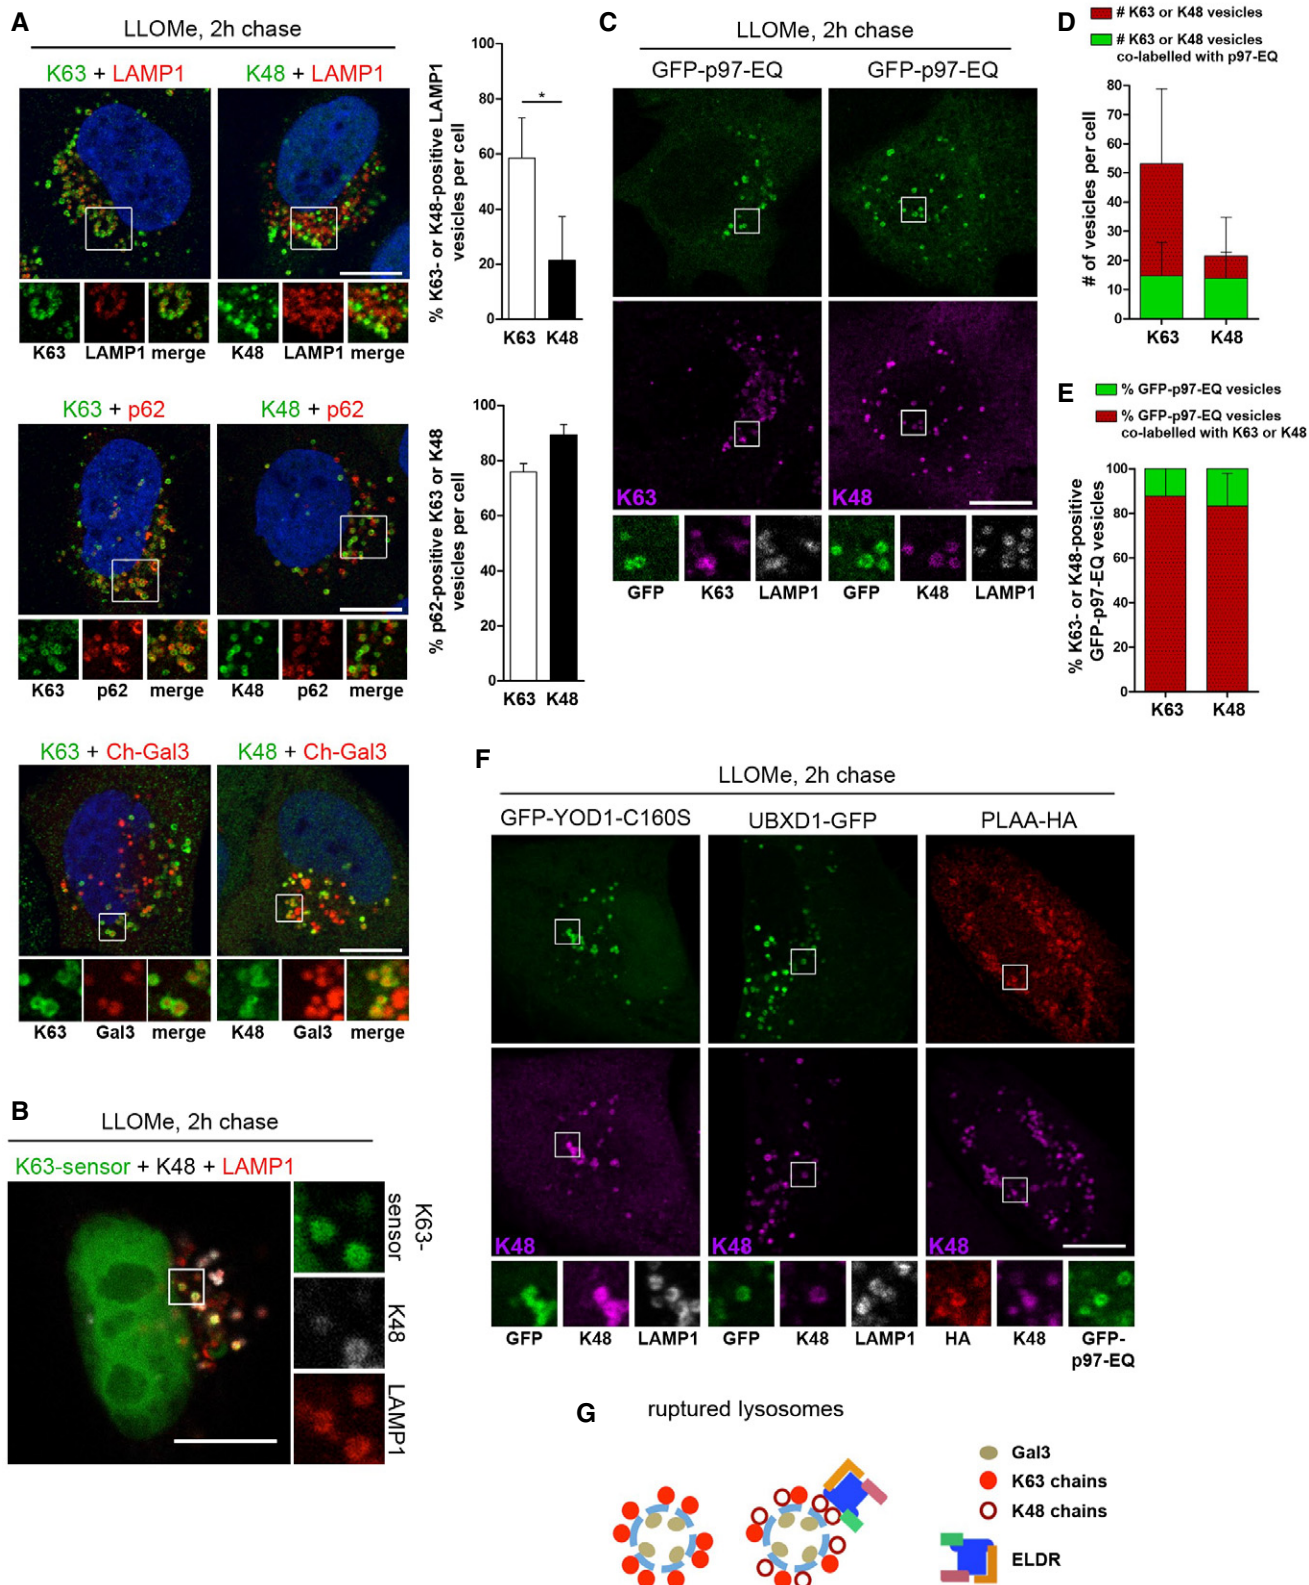 A
LLOMe, 2h chase
K63 + LAMP1
K48 + LAMP1
K63 LAMP1 merge
K48 LAMP1 merge
% K63- or K48-positive LAMP1
vesicles per cell
100
80
60
40
20
0
*
K63 K48
K63 + p62
K48 + p62
K63 p62 merge
K48 p62 merge
% p62-positive K63 or K48
vesicles per cell
100
80
60
40
20
0
K63 K48
K63 + Ch-Gal3
K48 + Ch-Gal3
K63 Gal3 merge
K48 Gal3 merge
B
LLOMe, 2h chase
K63-sensor + K48 + LAMP1
K63-
sensor
K48
LAMP1
C
LLOMe, 2h chase
GFP-p97-EQ
GFP-p97-EQ
K63
K48
GFP K63 LAMP1
GFP K48 LAMP1
D
# K63 or K48 vesicles
# K63 or K48 vesicles
co-labelled with p97-EQ
# of vesicles per cell
80
70
60
50
40
30
20
10
0
K63 K48
E
% GFP-p97-EQ vesicles
% GFP-p97-EQ vesicles
co-labelled with K63 or K48
% K63- or K48-positive
GFP-p97-EQ vesicles
100
80
60
40
20
0
K63 K48
F
LLOMe, 2h chase
GFP-YOD1-C160S
UBXD1-GFP
PLAA-HA
K48
K48
K48
GFP K48 LAMP1
GFP K48 LAMP1
HA K48 GFP-
p97-EQ
G
ruptured lysosomes
Gal3
K63 chains
K48 chains
ELDR